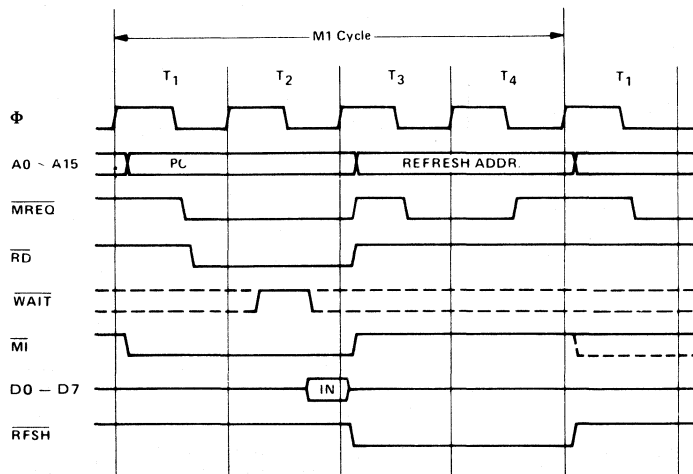 M1 Cycle
T1 T2 T3 T4 T1
Φ
A0 ~ A15 PC REFRESH ADDR.
MREQ
RD
WAIT
MI
D0 — D7 IN
RFSH